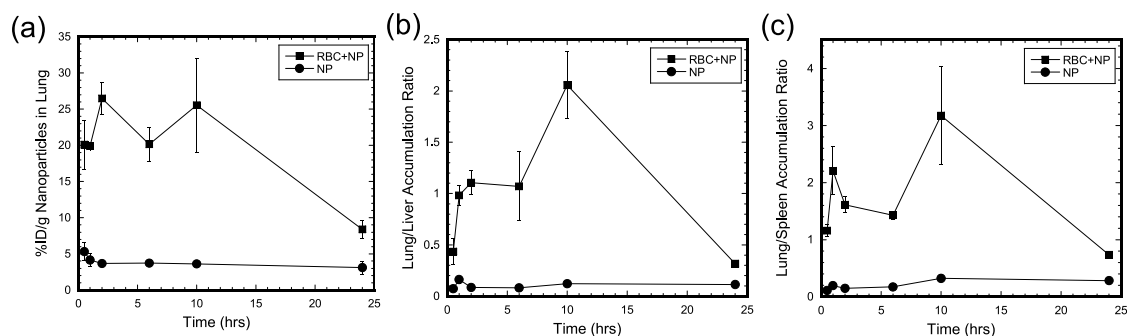 (a)
%ID/g Nanoparticles in Lung
35
30
25
20
15
10
5
0
RBC+NP
NP
0 5 10 15 20 25
Time (hrs)
(b)
Lung/Liver Accumulation Ratio
2.5
2
1.5
1
0.5
0
RBC+NP
NP
0 5 10 15 20 25
Time (hrs)
(c)
Lung/Spleen Accumulation Ratio
4
3
2
1
0
RBC+NP
NP
0 5 10 15 20 25
Time (hrs)